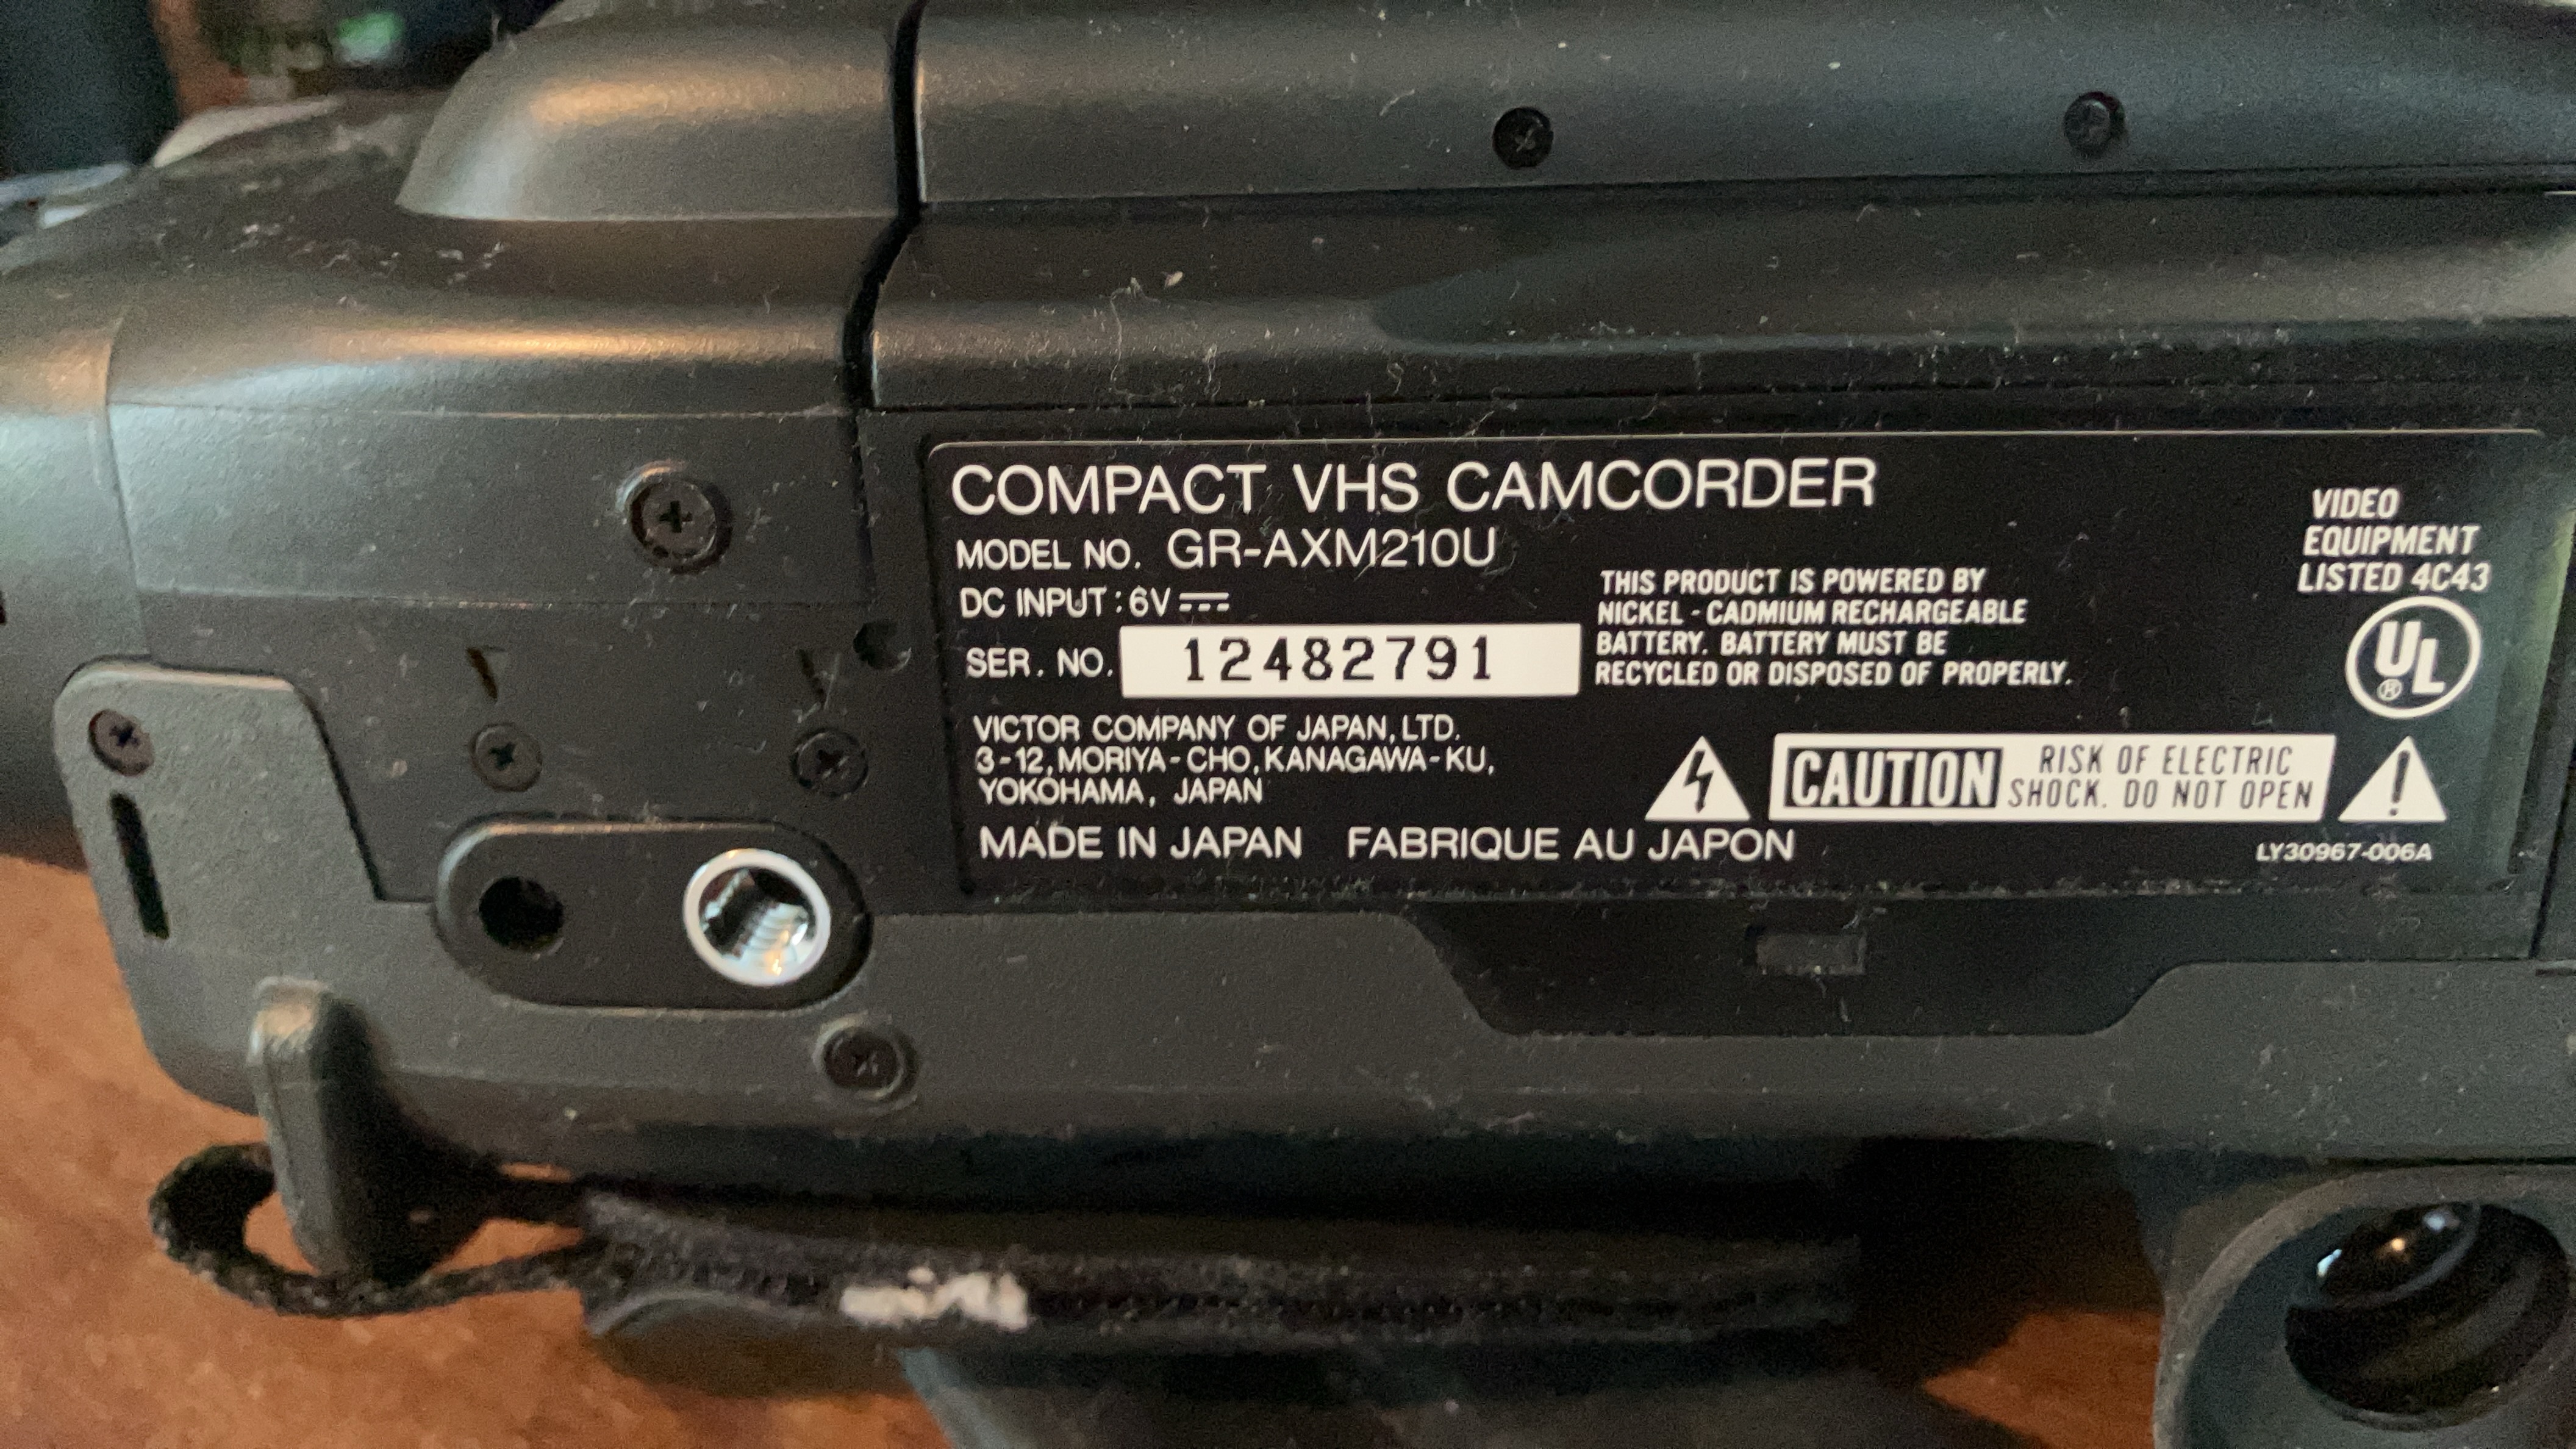 COMPACT VHS CAMCORDER
MODEL NO. GR-AXM210U
DC INPUT : 6V
SER. NO. 12482791
VICTOR COMPANY OF JAPAN, LTD.
3-12, MORIYA-CHO, KANAGAWA-KU,
YOKOHAMA, JAPAN
MADE IN JAPAN FABRIQUE AU JAPON
THIS PRODUCT IS POWERED BY
NICKEL - CADMIUM RECHARGEABLE
BATTERY. BATTERY MUST BE
RECYCLED OR DISPOSED OF PROPERLY.
VIDEO
EQUIPMENT
LISTED 4C43
UL ®
CAUTION RISK OF ELECTRIC
SHOCK. DO NOT OPEN
LY30967-006A